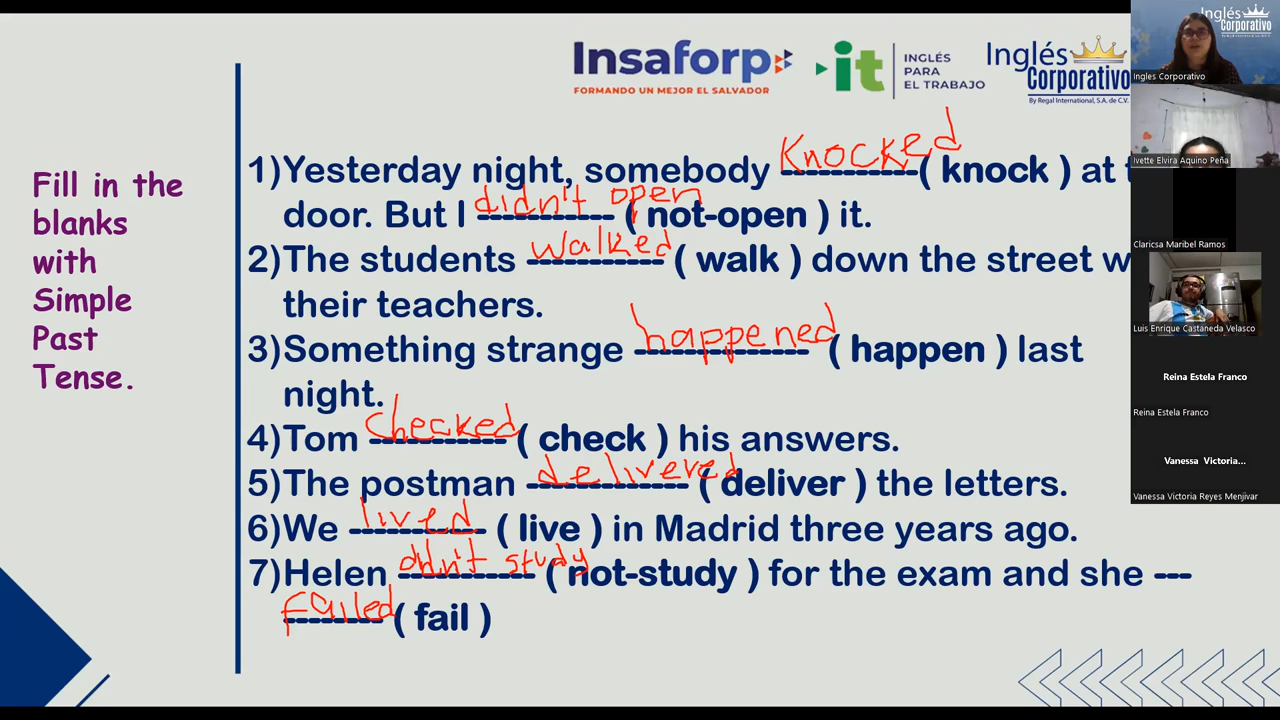 Insaforp
FORMANDO UN MEJOR EL SALVADOR
it INGLÉS PARA EL TRABAJO
Inglés Corporativo
By Regal International, S.A. de C.V.
Inglés Corporativo
Ingles Corporativo
Ivette Elvira Aquino Peña
Claricsa Maribel Ramos
Luis Enrique Castaneda Velasco
Reina Estela Franco
Reina Estela Franco
Vanessa Victoria...
Vanessa Victoria Reyes Menjivar
Fill in the
blanks
with
Simple
Past
Tense.
1)Yesterday night, somebody knocked ( knock ) at
door. But I didn't open ( not-open ) it.
2)The students walked ( walk ) down the street
their teachers.
3)Something strange happened ( happen ) last
night.
4)Tom checked ( check ) his answers.
5)The postman delivered ( deliver ) the letters.
6)We lived ( live ) in Madrid three years ago.
7)Helen didn't study ( not-study ) for the exam and she ---
Failed ( fail )